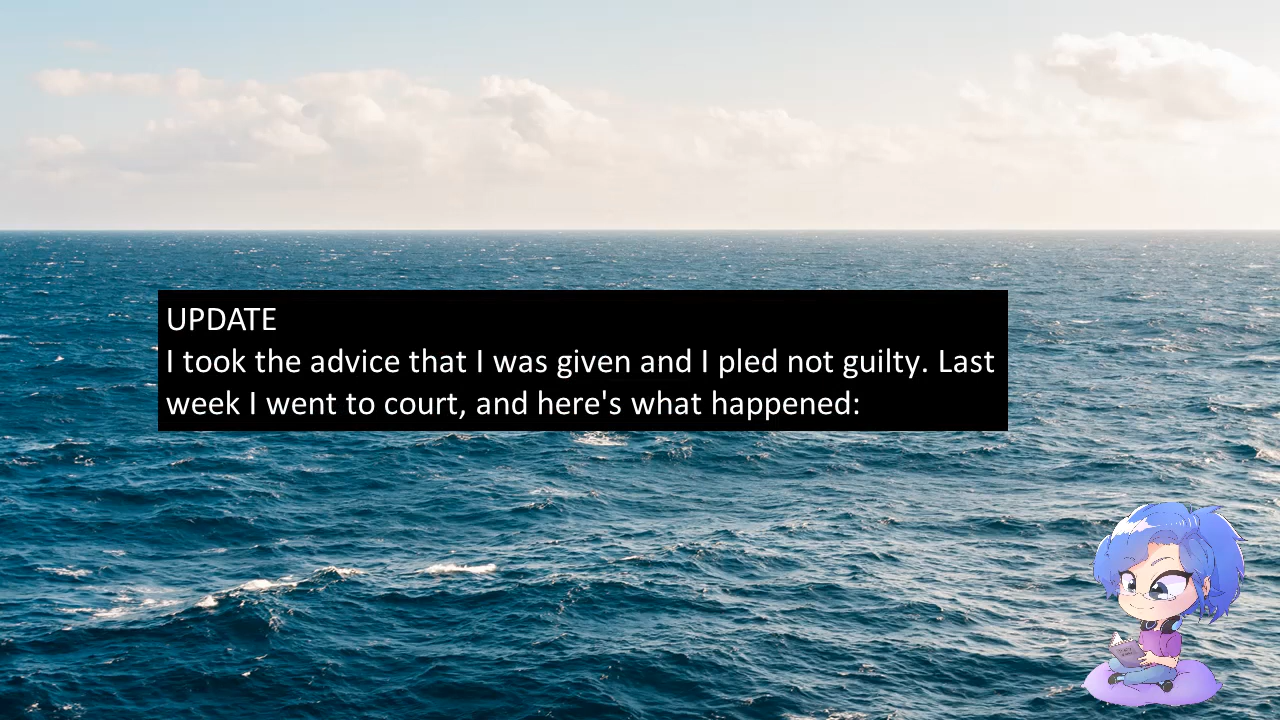 UPDATE
I took the advice that I was given and I pled not guilty. Last
week I went to court, and here's what happened: